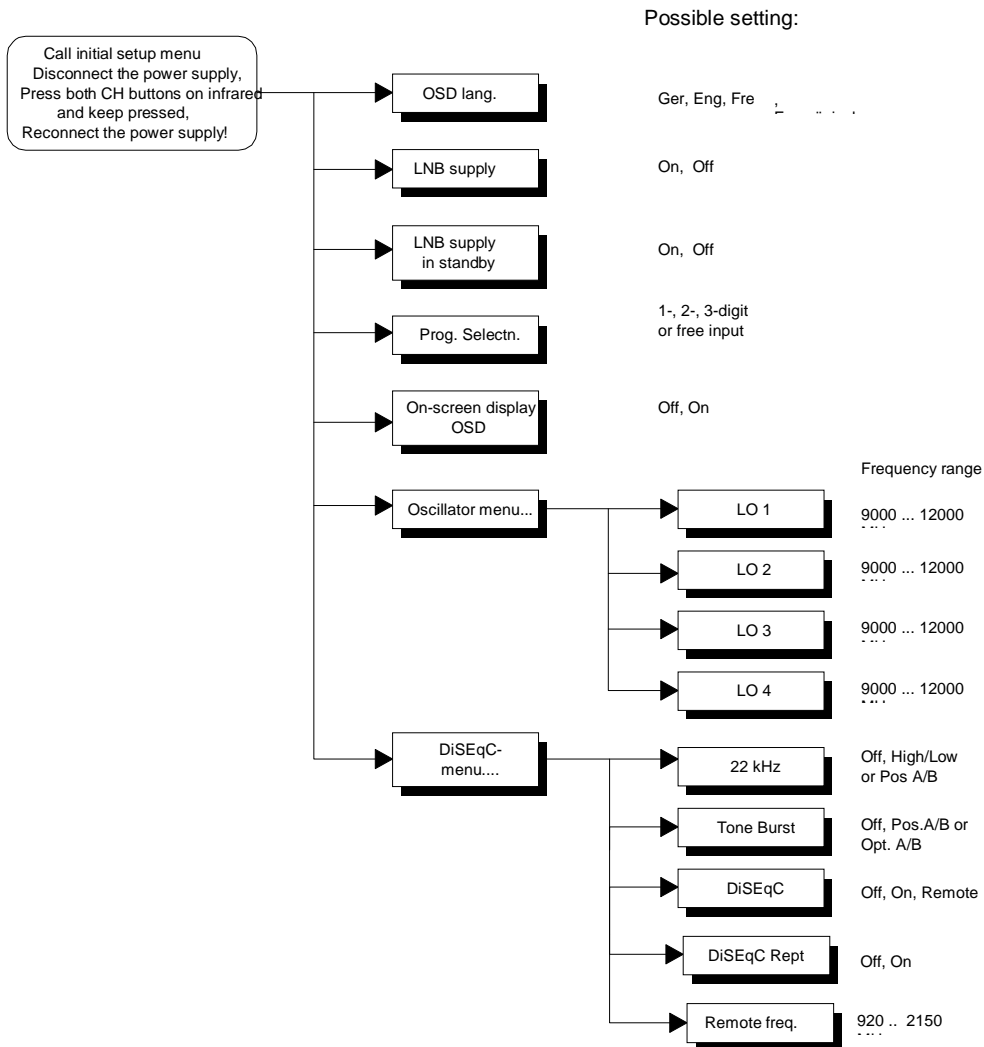 Possible setting:
Call initial setup menu
Disconnect the power supply,
Press both CH buttons on infrared
and keep pressed,
Reconnect the power supply!
OSD lang.
Ger, Eng, Fre ,
LNB supply
On, Off
LNB supply
in standby
On, Off
Prog. Selectn.
1-, 2-, 3-digit
or free input
On-screen display
OSD
Off, On
Frequency range
Oscillator menu...
LO 1
9000 ... 12000
LO 2
9000 ... 12000
LO 3
9000 ... 12000
LO 4
9000 ... 12000
DiSEqC-
menu....
22 kHz
Off, High/Low
or Pos A/B
Tone Burst
Off, Pos.A/B or
Opt. A/B
DiSEqC
Off, On, Remote
DiSEqC Rept
Off, On
Remote freq.
920 .. 2150